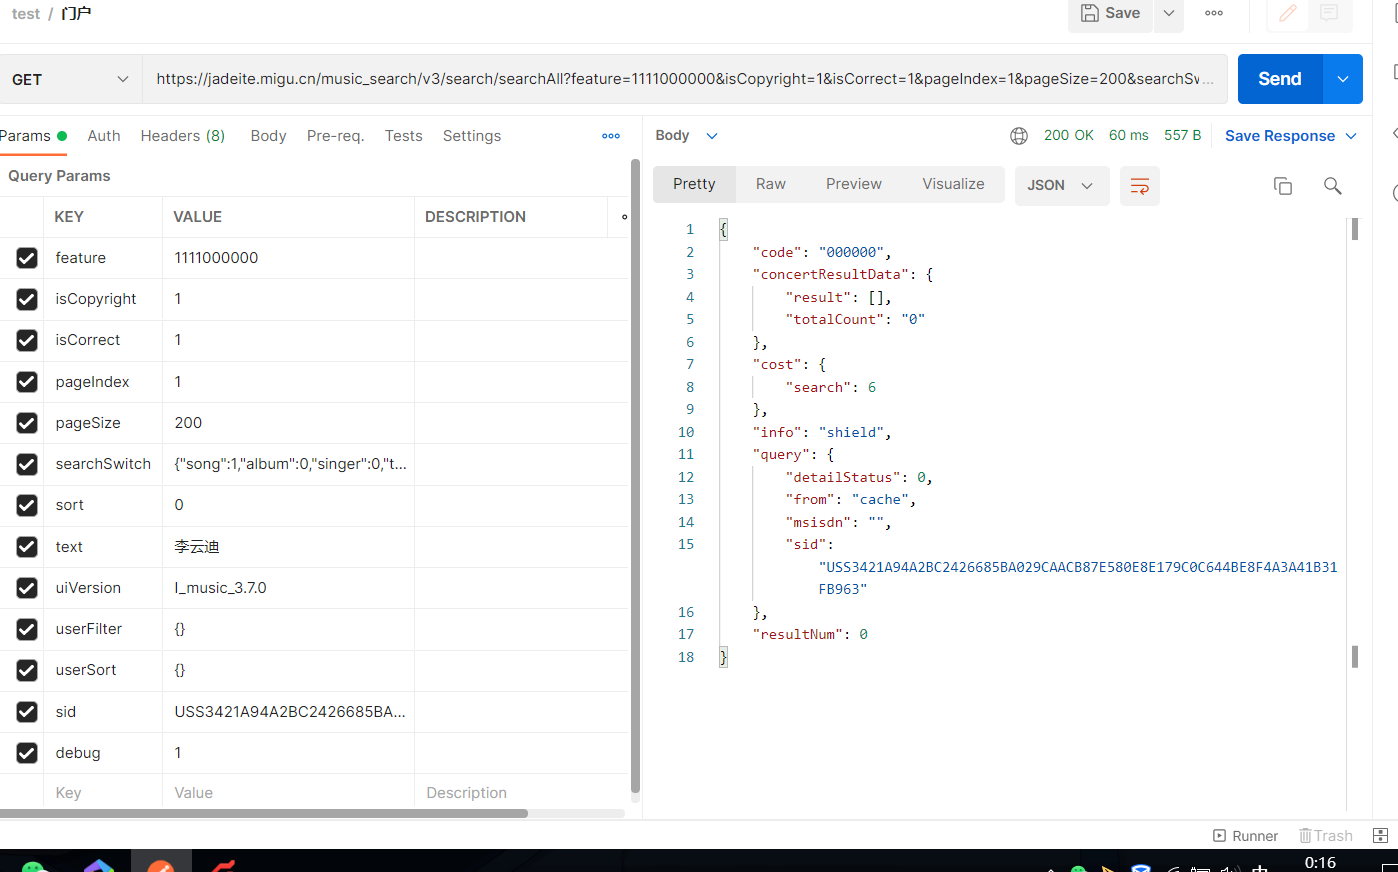 test / 门户
Save
GET
https://jadeite.migu.cn/music_search/v3/search/searchAll?feature=1111000000&isCopyright=1&isCorrect=1&pageIndex=1&pageSize=200&searchSw...
Send
Params
Auth
Headers (8)
Body
Pre-req.
Tests
Settings
Query Params
KEY VALUE DESCRIPTION
feature 1111000000
isCopyright 1
isCorrect 1
pageIndex 1
pageSize 200
searchSwitch {"song":1,"album":0,"singer":0,"t...
sort 0
text 李云迪
uiVersion I_music_3.7.0
userFilter {}
userSort {}
sid USS3421A94A2BC2426685BA...
debug 1
Key Value Description
Body
200 OK 60 ms 557 B
Save Response
Pretty Raw Preview Visualize JSON
1 {
2 "code": "000000",
3 "concertResultData": {
4 "result": [],
5 "totalCount": "0"
6 },
7 "cost": {
8 "search": 6
9 },
10 "info": "shield",
11 "query": {
12 "detailStatus": 0,
13 "from": "cache",
14 "msisdn": "",
15 "sid":
"USS3421A94A2BC2426685BA029CAACB87E580E8E179C0C644BE8F4A3A41B31
FB963"
16 },
17 "resultNum": 0
18 }
Runner Trash
0:16